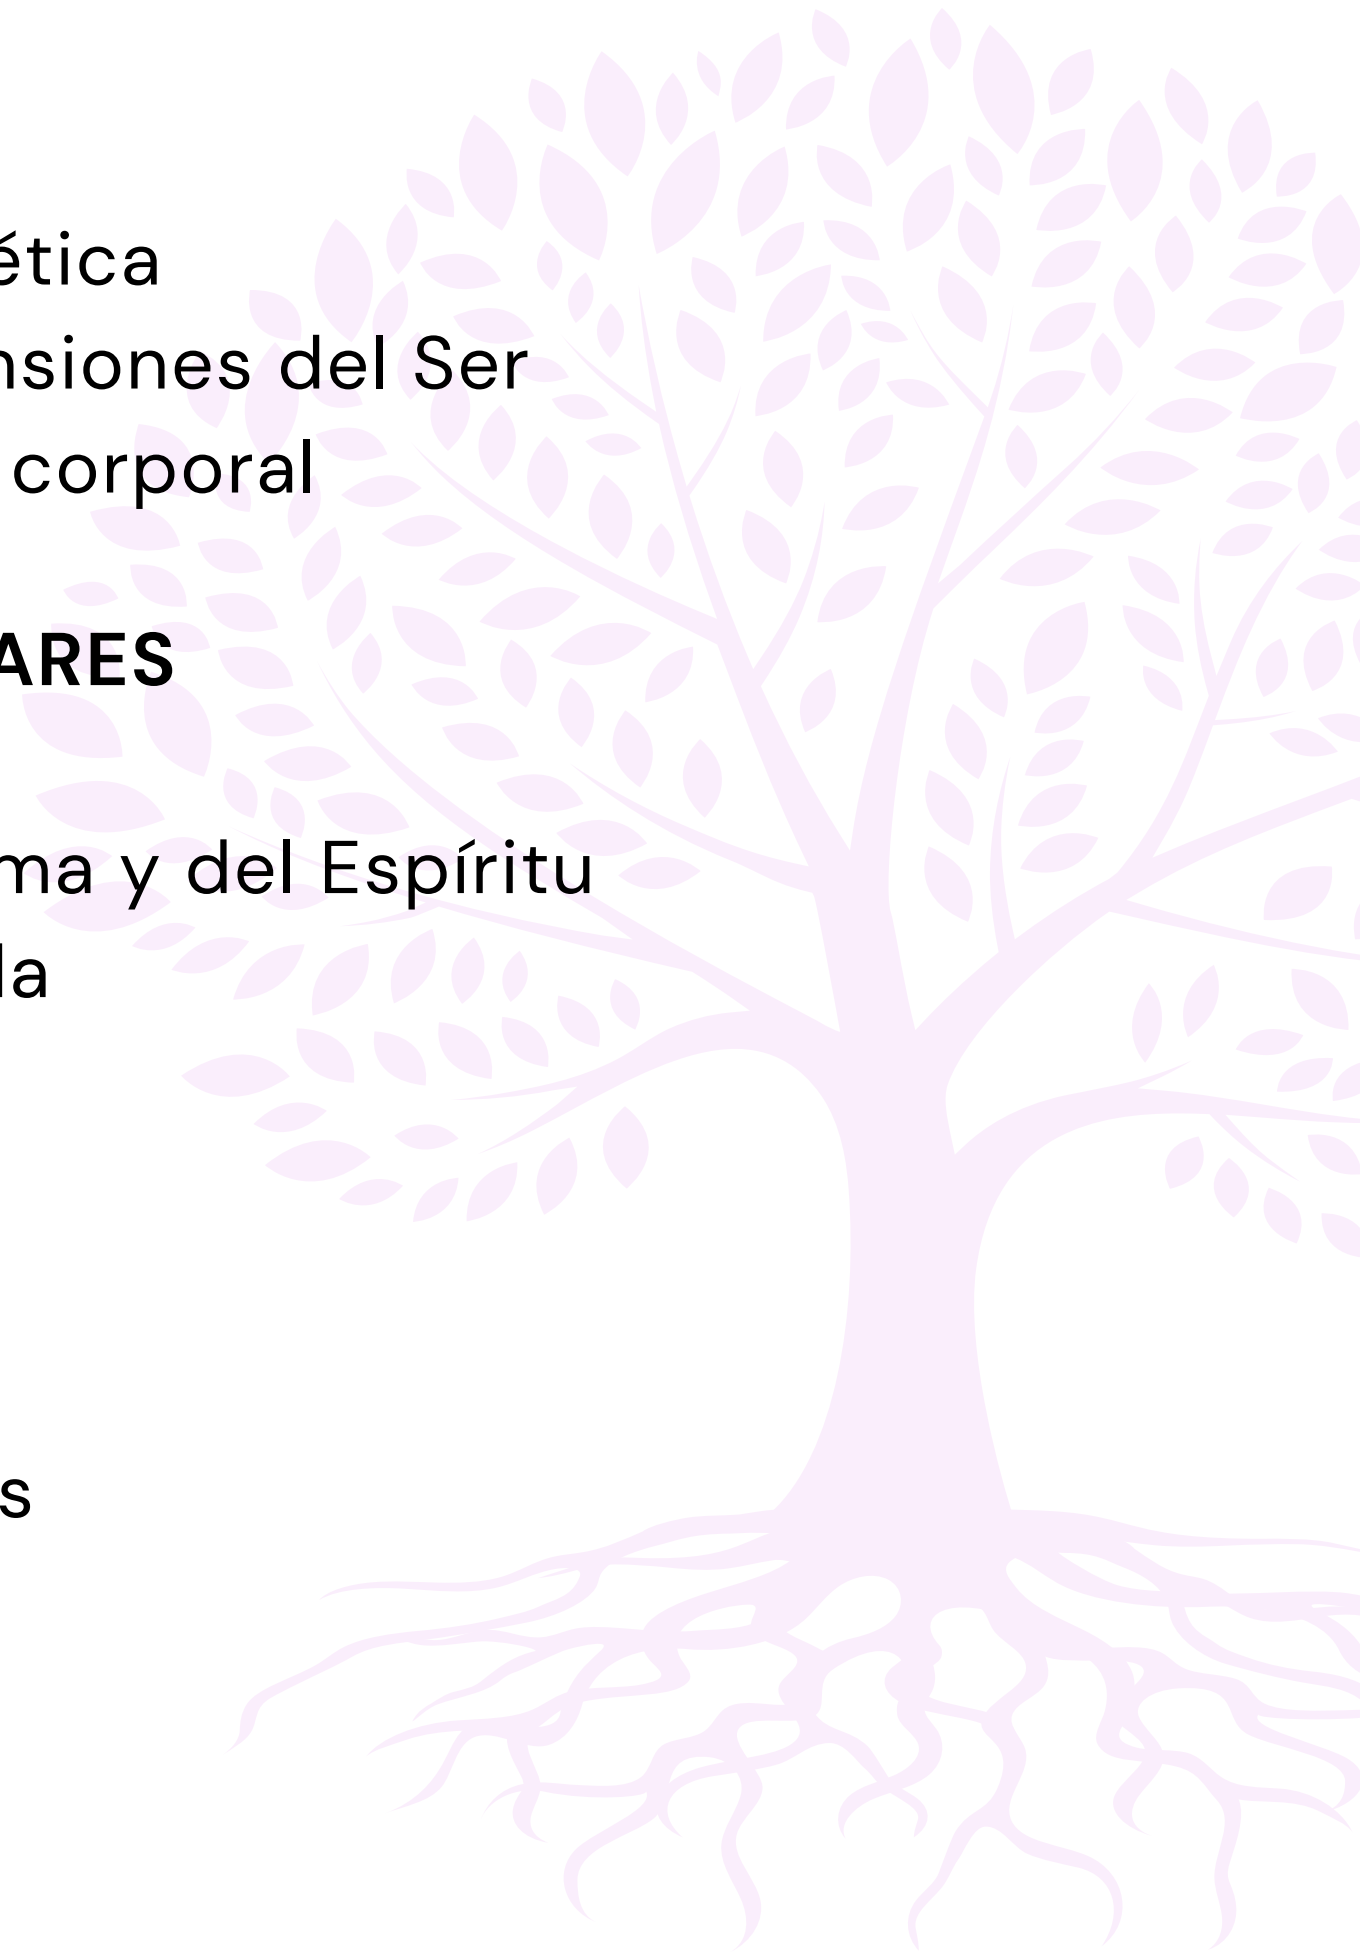 ética
nsiones del Ser
corporal
ARES
ma y del Espíritu
la
s